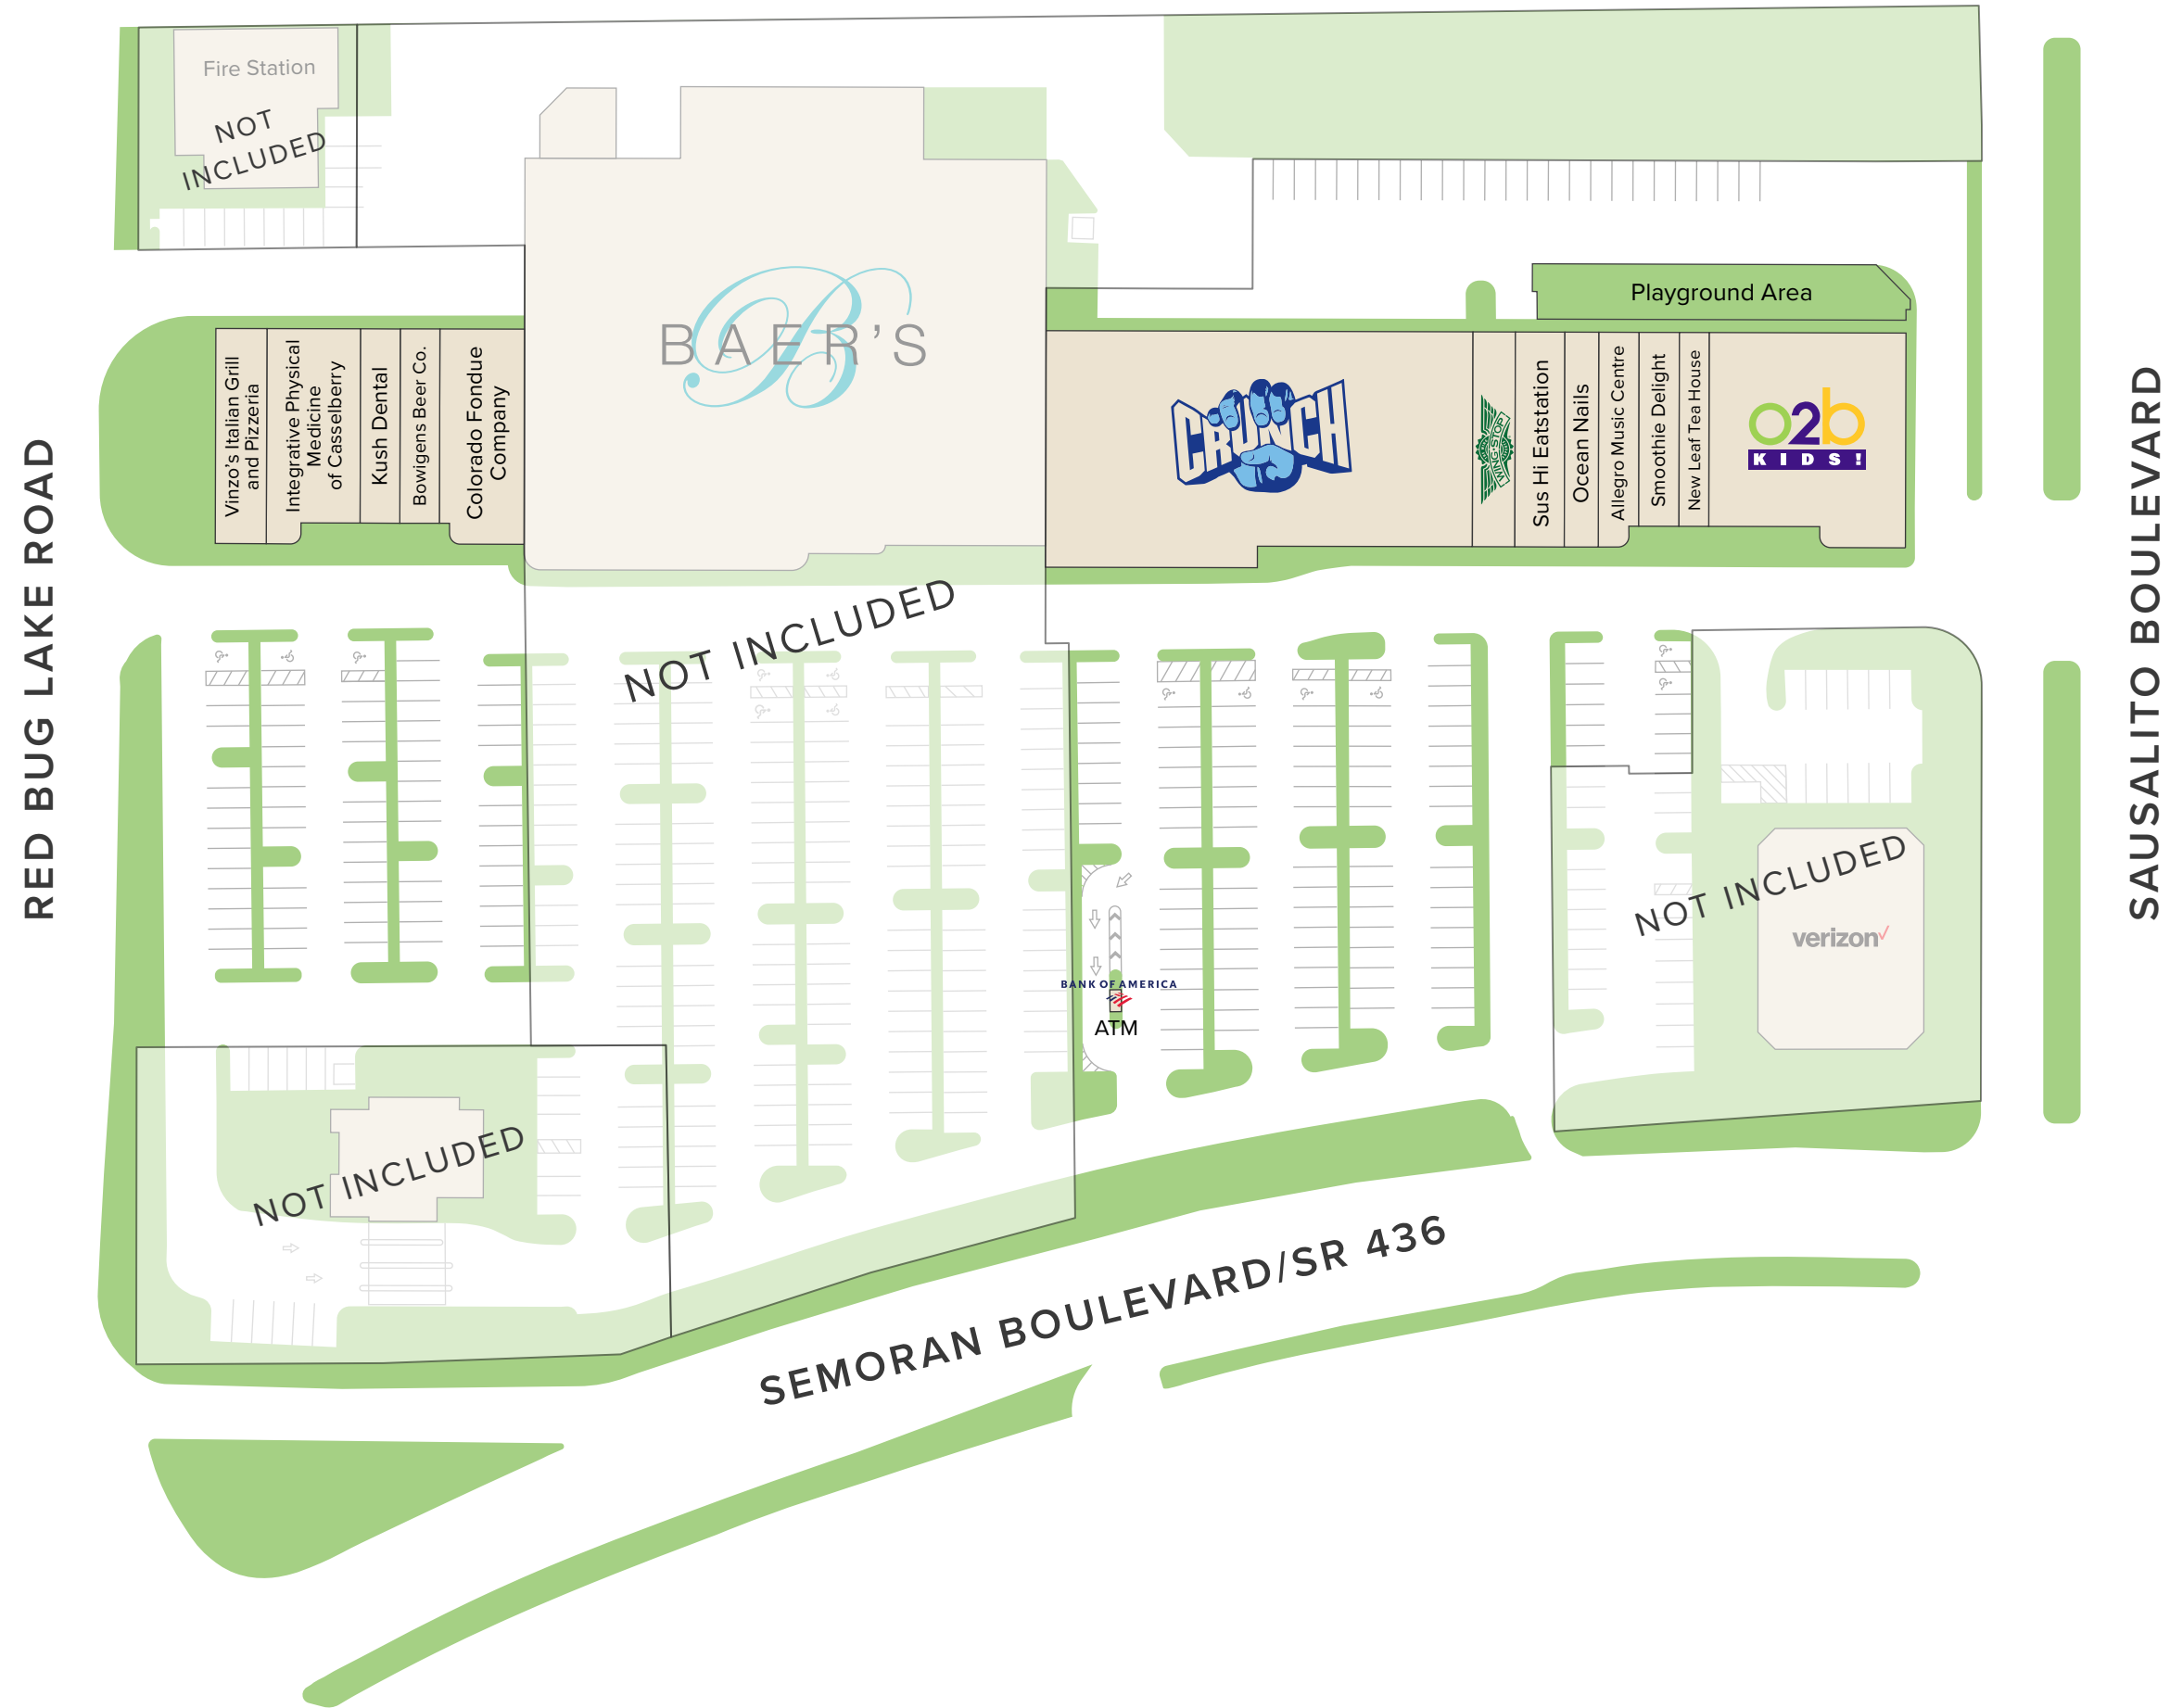 Fire Station
NOT
INCLUDED
BAER'S
B
Playground Area
Vinzo's Italian Grill
and Pizzeria
Integrative Physical
Medicine
of Casselberry
Kush Dental
Bowigens Beer Co.
Colorado Fondue
Company
CRUNCH
WING·STOP
Sus Hi Eatstation
Ocean Nails
Allegro Music Centre
Smoothie Delight
New Leaf Tea House
o2b
KIDS!
RED BUG LAKE ROAD
SAUSALITO BOULEVARD
NOT INCLUDED
NOT INCLUDED
verizon✓
BANK OF AMERICA
ATM
NOT INCLUDED
SEMORAN BOULEVARD/SR 436